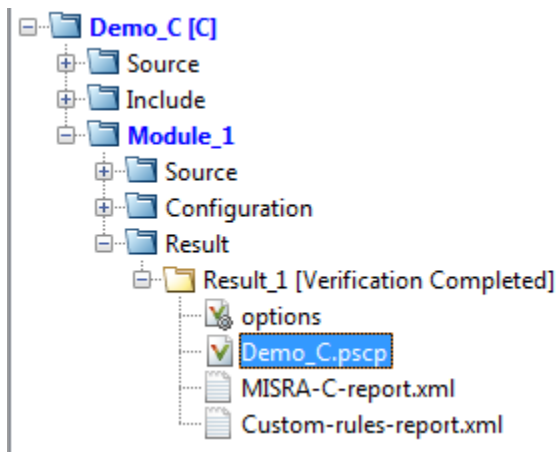 Demo_C [C]
Source
Include
Module_1
Source
Configuration
Result
Result_1 [Verification Completed]
options
Demo_C.pscp
MISRA-C-report.xml
Custom-rules-report.xml